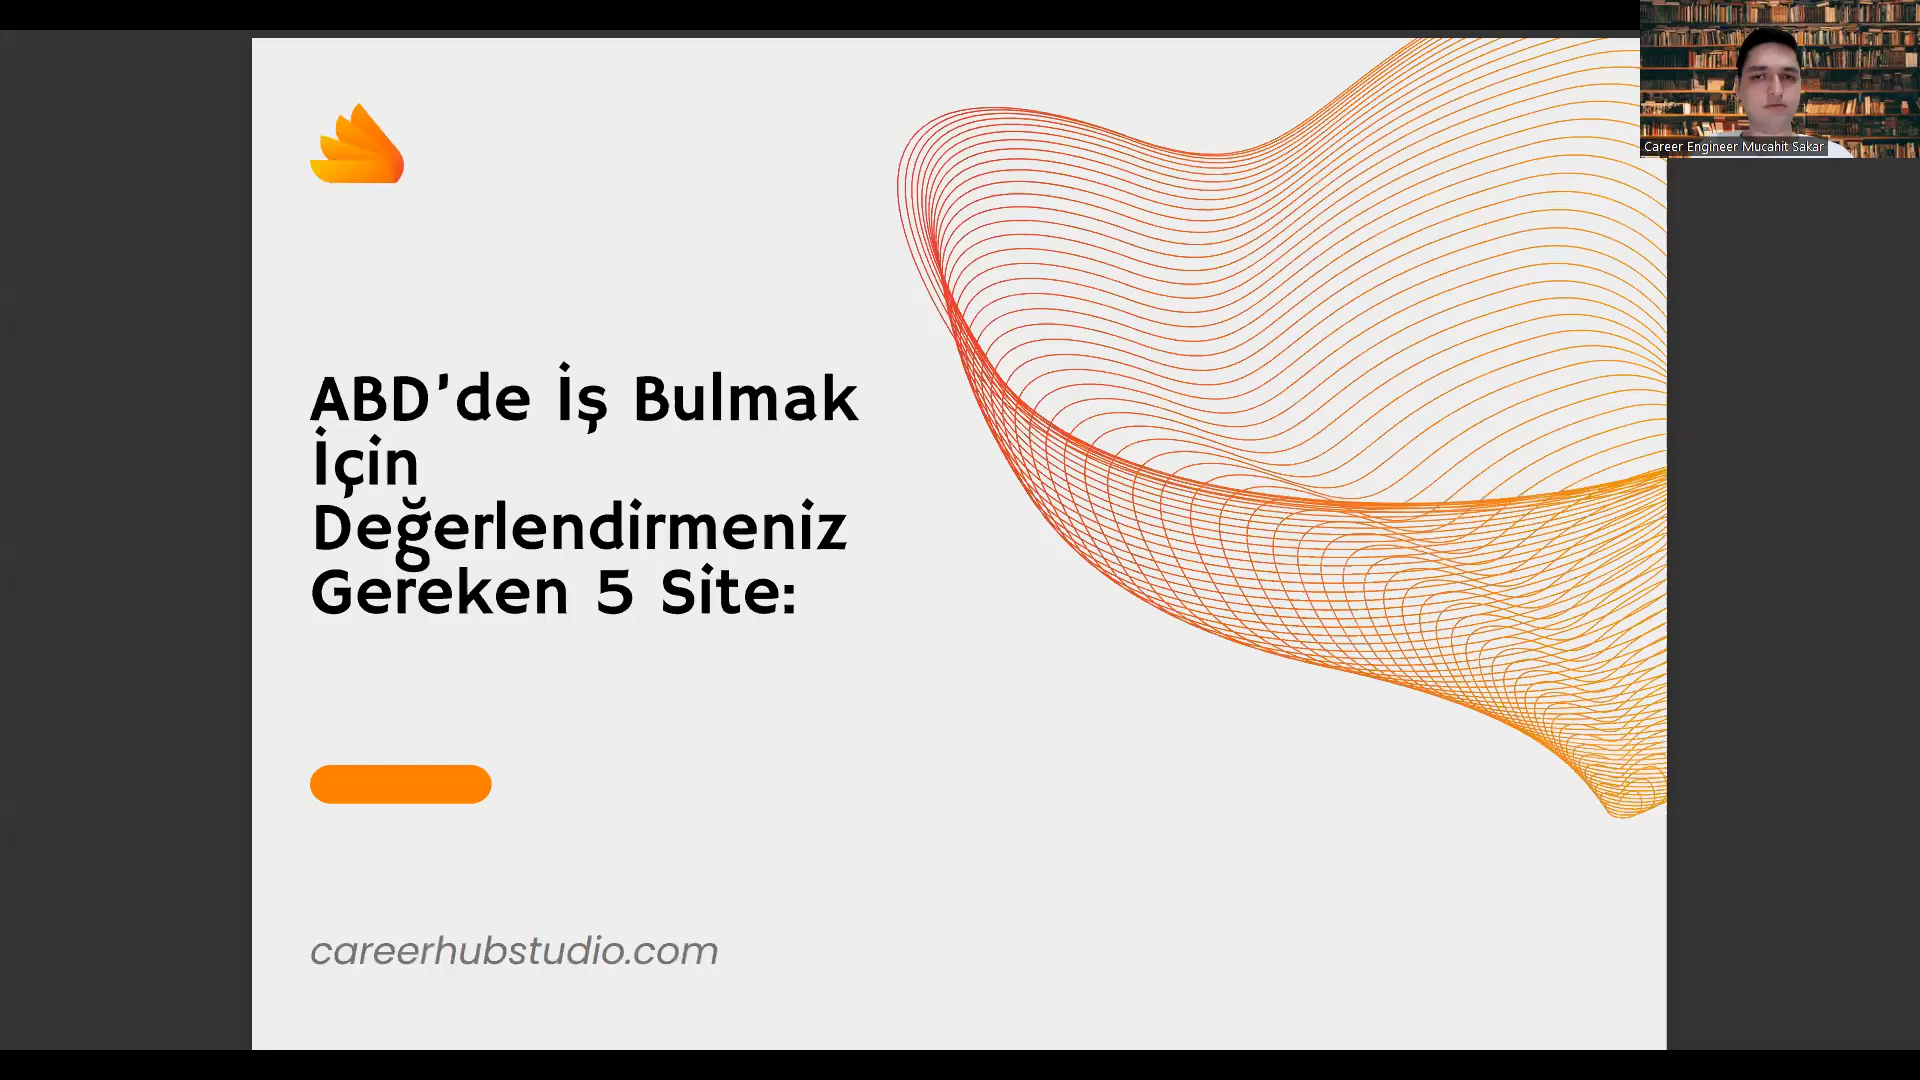 Career Engineer Mucahit Sakar
ABD’de İş Bulmak
İçin
Değerlendirmeniz
Gereken 5 Site:
careerhubstudio.com